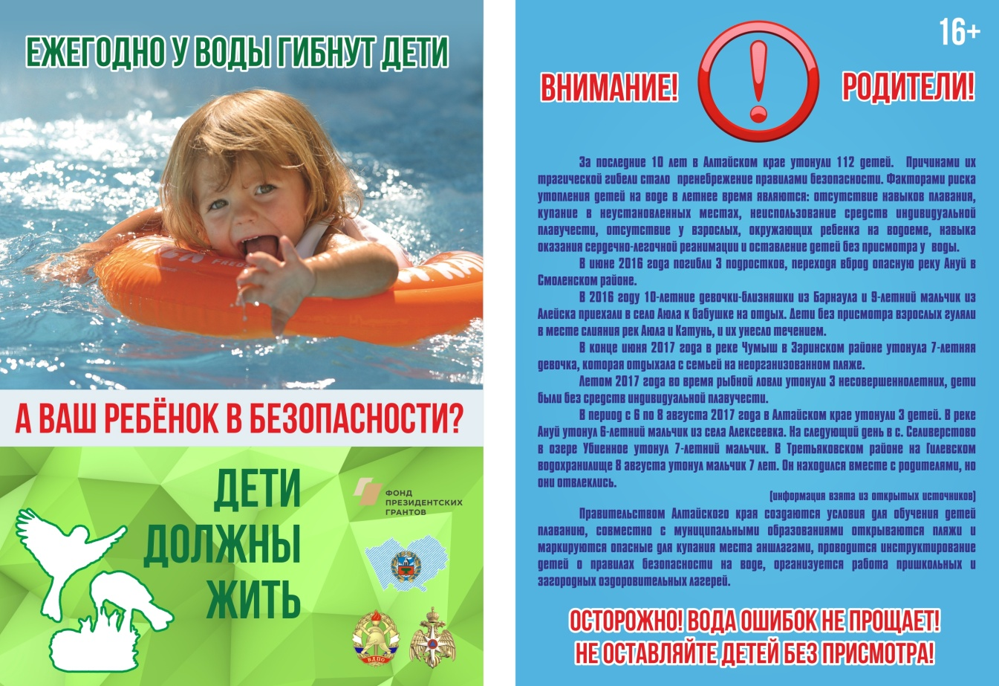 ЕЖЕГОДНО У ВОДЫ ГИБНУТ ДЕТИ
А ВАШ РЕБЁНОК В БЕЗОПАСНОСТИ?
ДЕТИ
ДОЛЖНЫ
ЖИТЬ
ФОНД
ПРЕЗИДЕНТСКИХ
ГРАНТОВ
ВДПО
16+
ВНИМАНИЕ! РОДИТЕЛИ!
За последние 10 лет в Алтайском крае утонули 112 детей. Причинами их
трагической гибели стало пренебрежение правилами безопасности. Факторами риска
утопления детей на воде в летнее время являются: отсутствие навыков плавания,
купание в неустановленных местах, неиспользование средств индивидуальной
плавучести, отсутствие у взрослых, окружающих ребенка на водоеме, навыка
оказания сердечно-легочной реанимации и оставление детей без присмотра у воды.
В июне 2016 года погибли 3 подростков, переходя вброд опасную реку Ануй в
Смоленском районе.
В 2016 году 10-летние девочки-близняшки из Барнаула и 9-летний мальчик из
Алейска приехали в село Аюла к бабушке на отдых. Дети без присмотра взрослых гуляли
в месте слияния рек Аюла и Катунь, и их унесло течением.
В конце июня 2017 года в реке Чумыш в Заринском районе утонула 7-летняя
девочка, которая отдыхала с семьей на неорганизованном пляже.
Летом 2017 года во время рыбной ловли утонули 3 несовершеннолетних, дети
были без средств индивидуальной плавучести.
В период с 6 по 8 августа 2017 года в Алтайском крае утонули 3 детей. В реке
Ануй утонул 6-летний мальчик из села Алексеевка. На следующий день в с. Селиверстово
в озере Убиенное утонул 7-летний мальчик. В Третьяковском районе на Гилевском
водохранилище 8 августа утонул мальчик 7 лет. Он находился вместе с родителями, но
они отвлеклись.
(информация взята из открытых источников)
Правительством Алтайского края создаются условия для обучения детей
плаванию, совместно с муниципальными образованиями открываются пляжи и
маркируются опасные для купания места аншлагами, проводится инструктирование
детей о правилах безопасности на воде, организуется работа пришкольных и
загородных оздоровительных лагерей.
ОСТОРОЖНО! ВОДА ОШИБОК НЕ ПРОЩАЕТ!
НЕ ОСТАВЛЯЙТЕ ДЕТЕЙ БЕЗ ПРИСМОТРА!